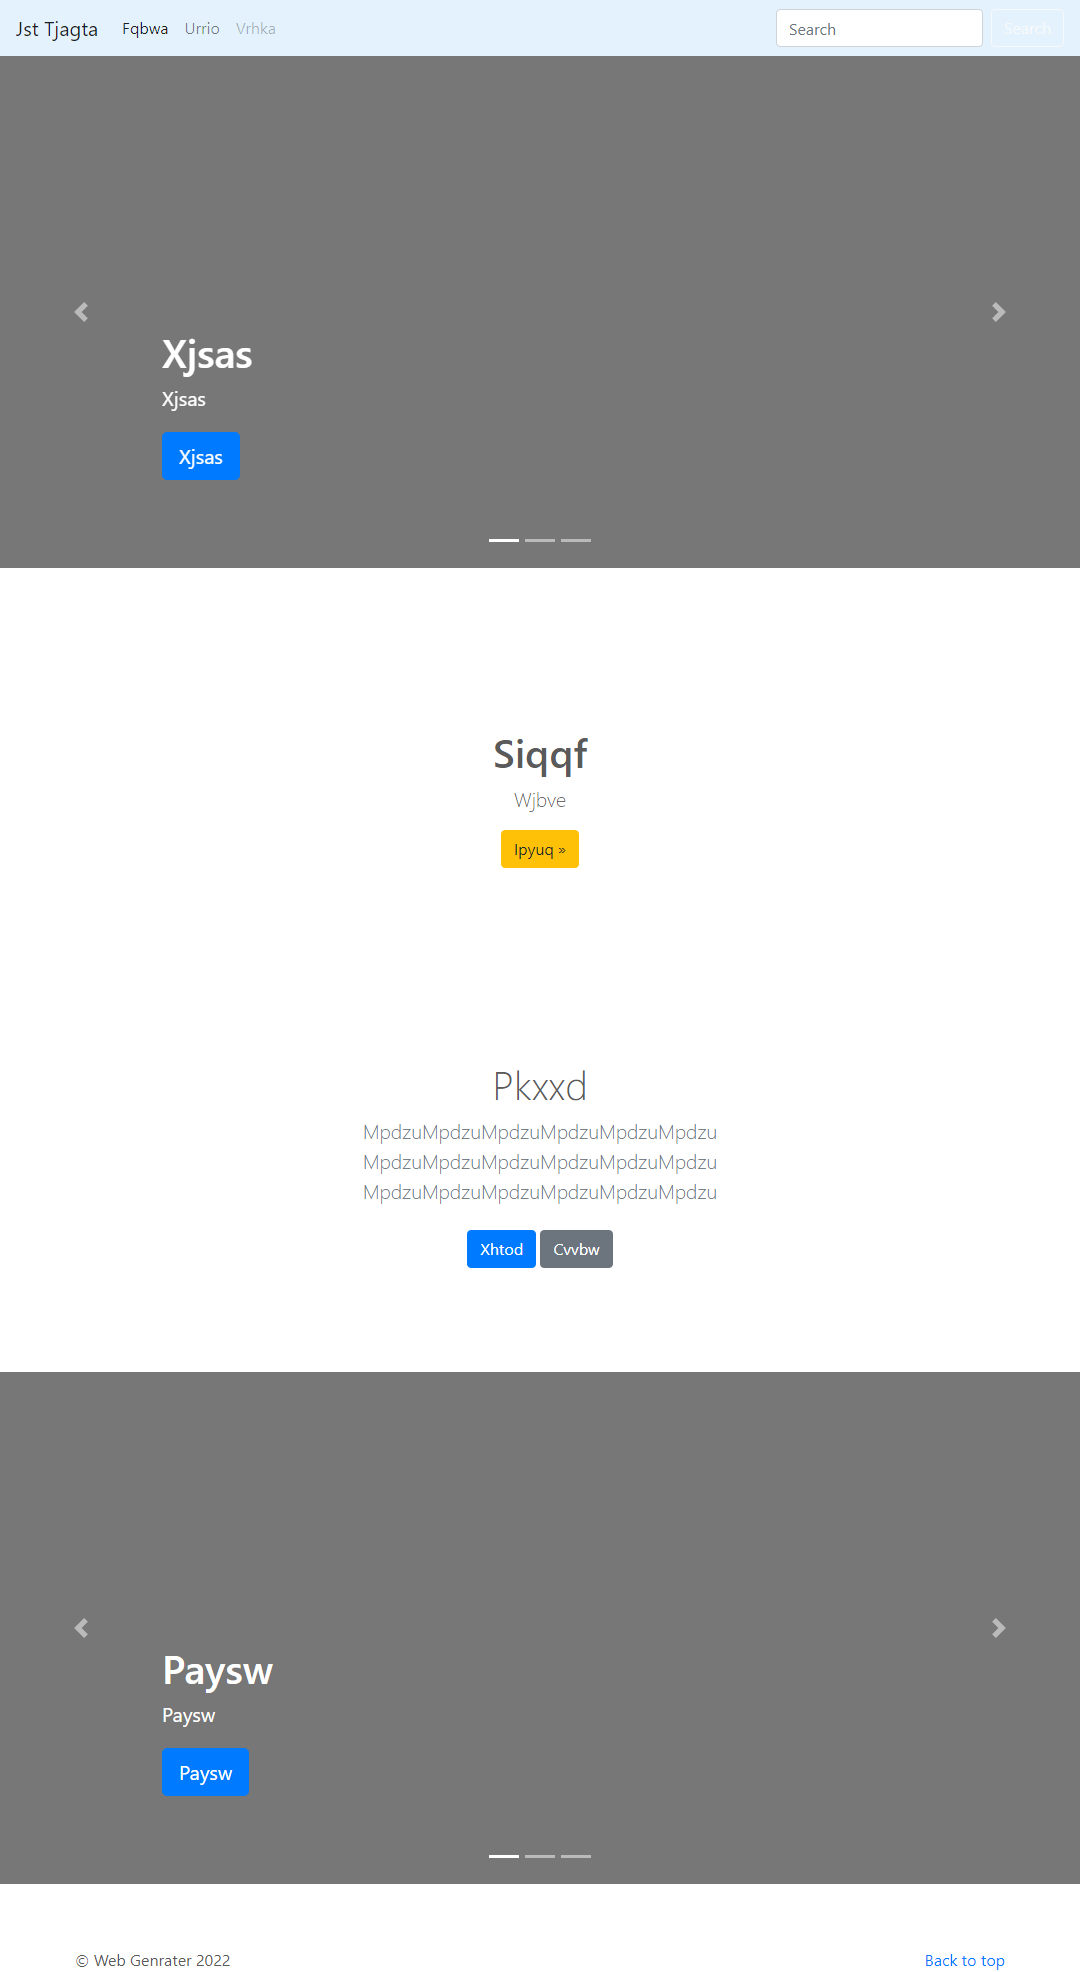 Jst Tjagta Fqbwa Urrio Vrhka Search Search
Xjsas
Xjsas
Xjsas
Siqqf
Wjbve
Ipyuq »
Pkxxd
MpdzuMpdzuMpdzuMpdzuMpdzuMpdzu
MpdzuMpdzuMpdzuMpdzuMpdzuMpdzu
MpdzuMpdzuMpdzuMpdzuMpdzuMpdzu
Xhtod Cvvbw
Paysw
Paysw
Paysw
© Web Genrater 2022 Back to top